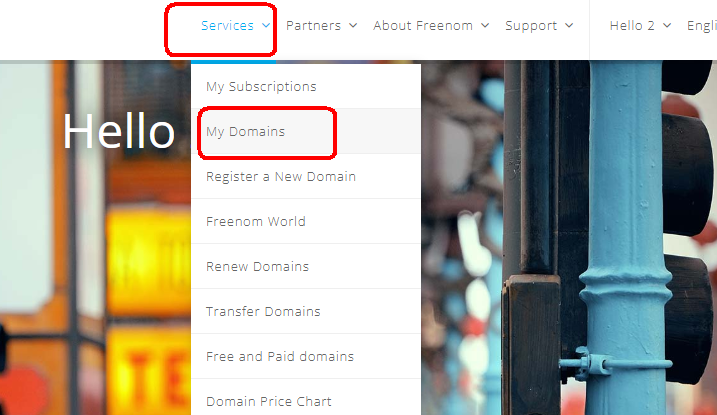 Services Partners About Freenom Support Hello 2 Engli
My Subscriptions
Hello
My Domains
Register a New Domain
Freenom World
Renew Domains
Transfer Domains
Free and Paid domains
Domain Price Chart